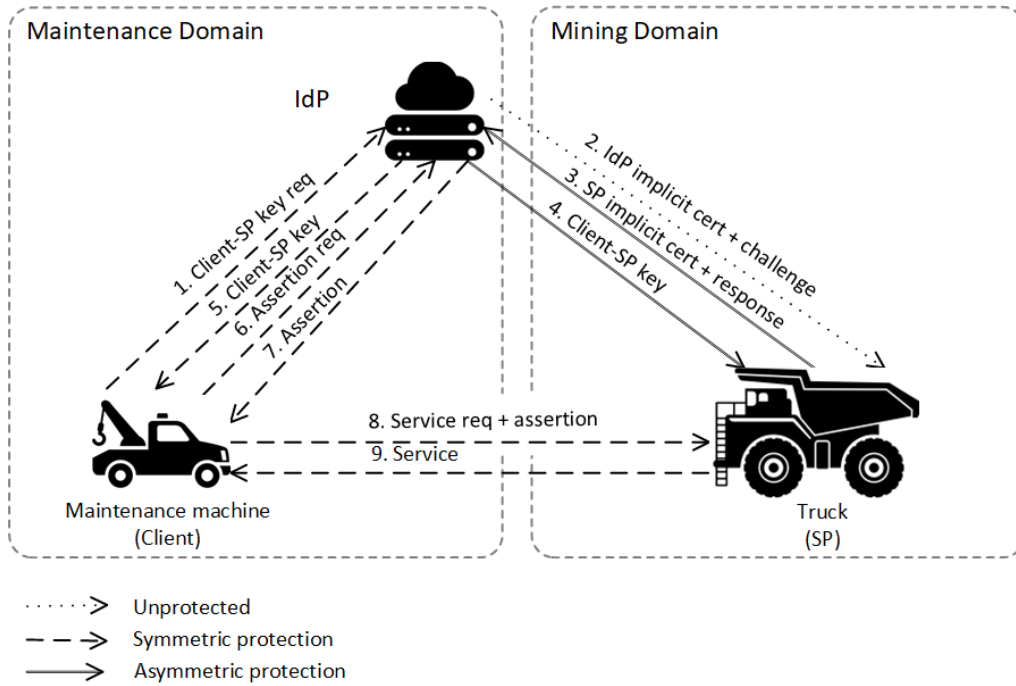 Maintenance Domain
Mining Domain
IdP
1. Client-SP key req
5. Client-SP key
6. Assertion req
7. Assertion
2. IdP implicit cert + challenge
3. SP implicit cert + response
4. Client-SP key
8. Service req + assertion
9. Service
Maintenance machine
(Client)
Truck
(SP)
Unprotected
Symmetric protection
Asymmetric protection